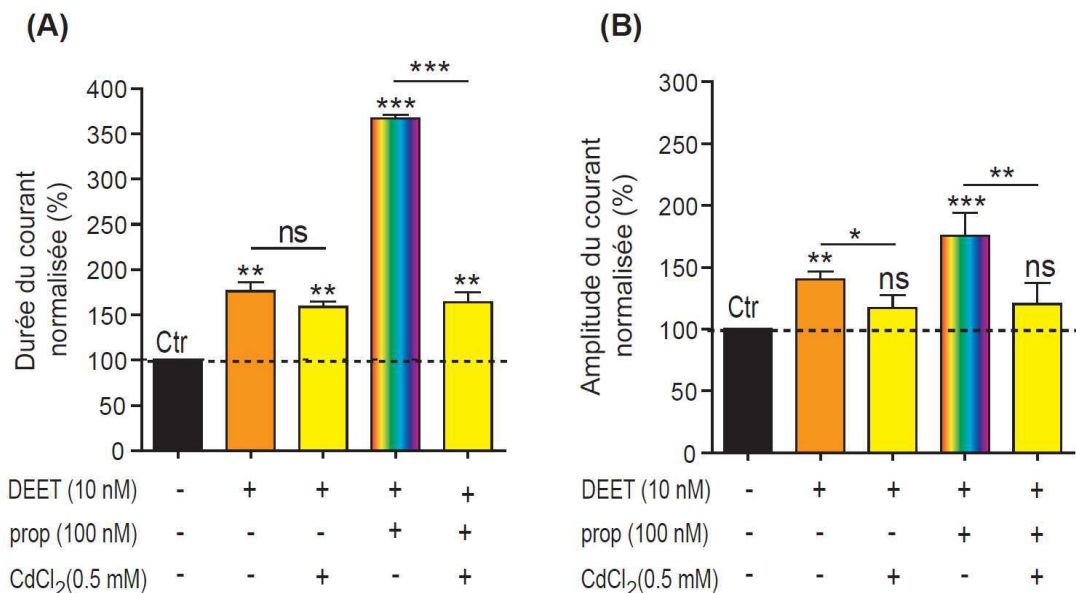 (A)
Durée du courant
normalisée (%)
400
350
300
250
200
150
100
50
0
Ctr
**
ns
**
***
***
**
DEET (10 nM) - + + + +
prop (100 nM) - - - + +
CdCl₂(0.5 mM) - - + - +
(B)
Amplitude du courant
normalisée (%)
300
250
200
150
100
50
0
Ctr
**
*
ns
***
**
ns
DEET (10 nM) - + + + +
prop (100 nM) - - - + +
CdCl₂(0.5 mM) - - + - +